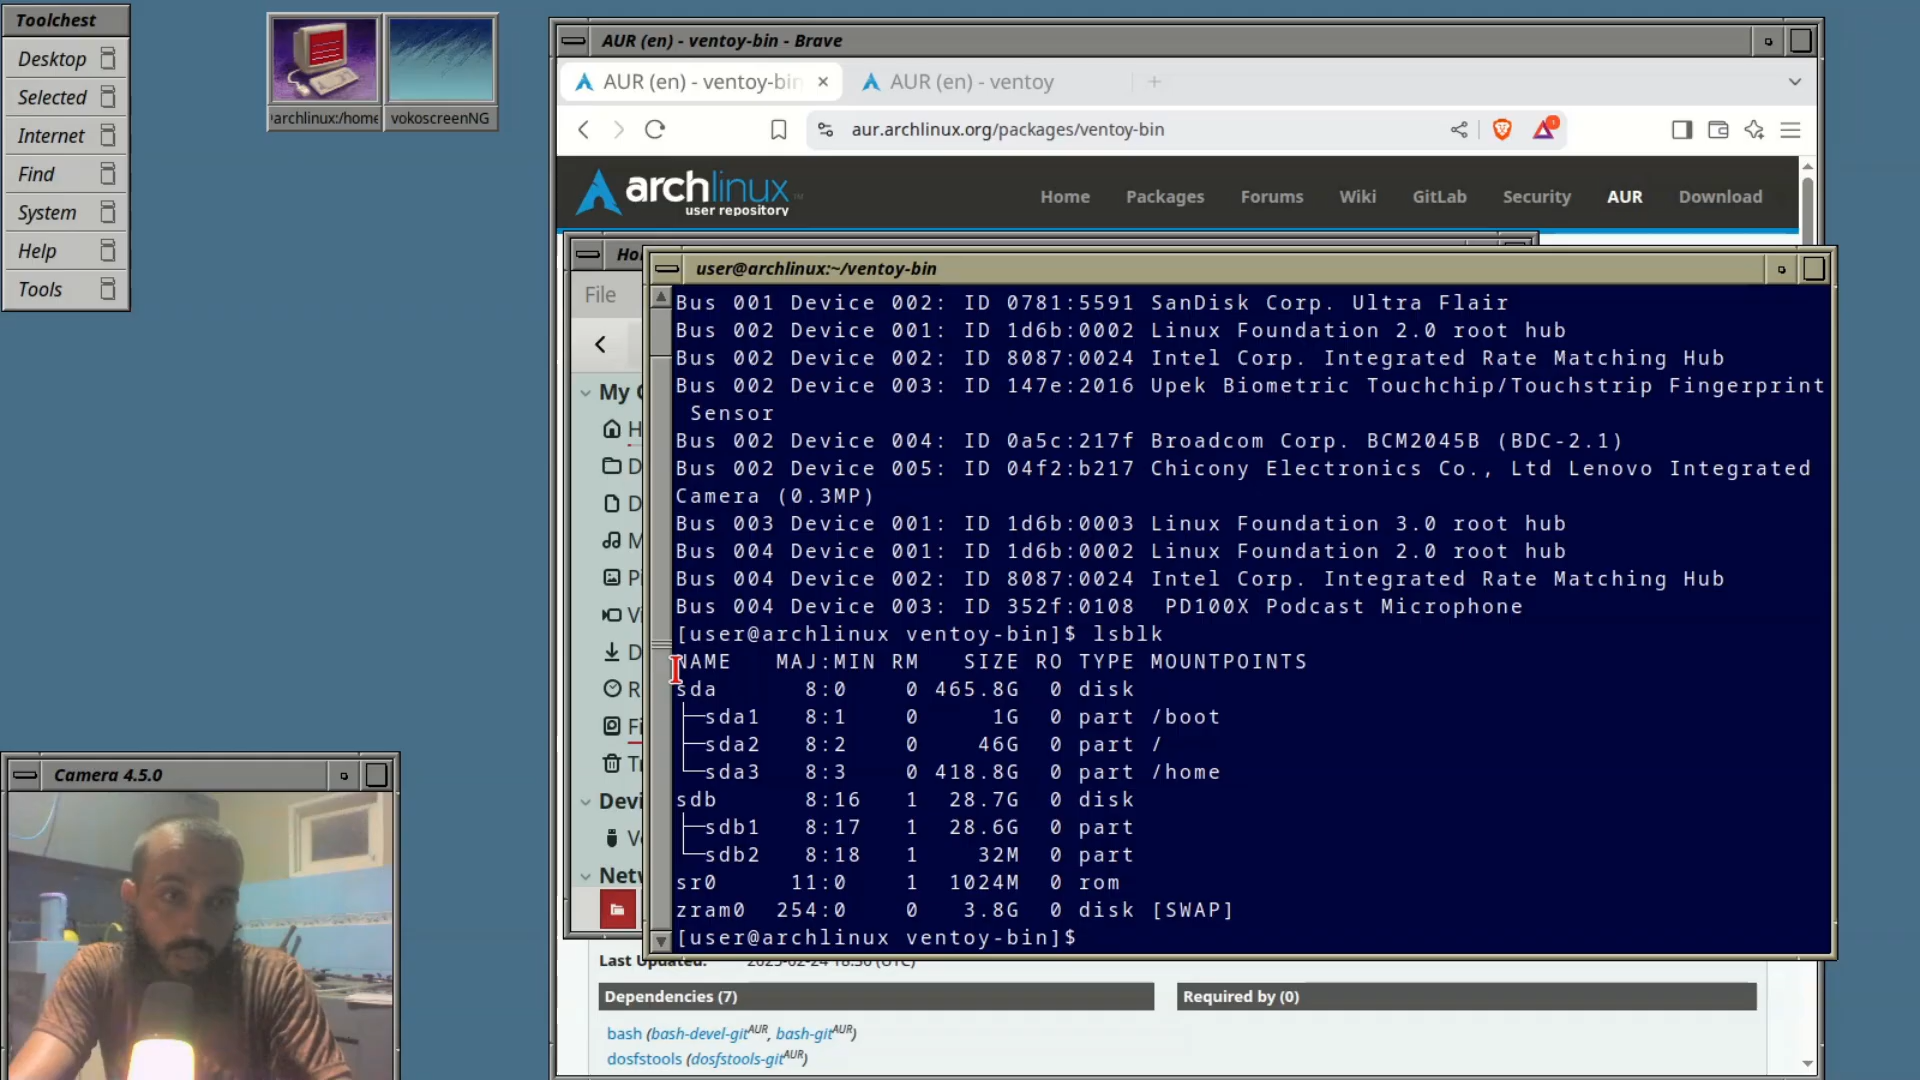 Toolchest
Desktop
Selected
Internet
Find
System
Help
Tools
archlinux:/home
vokoscreenNG
AUR (en) - ventoy-bin - Brave
AUR (en) - ventoy-bin
AUR (en) - ventoy
aur.archlinux.org/packages/ventoy-bin
archlinux
user repository
Home Packages Forums Wiki GitLab Security AUR Download
File
user@archlinux:~/ventoy-bin
Bus 001 Device 002: ID 0781:5591 SanDisk Corp. Ultra Flair
Bus 002 Device 001: ID 1d6b:0002 Linux Foundation 2.0 root hub
Bus 002 Device 002: ID 8087:0024 Intel Corp. Integrated Rate Matching Hub
Bus 002 Device 003: ID 147e:2016 Upek Biometric Touchchip/Touchstrip Fingerprint
Sensor
Bus 002 Device 004: ID 0a5c:217f Broadcom Corp. BCM2045B (BDC-2.1)
Bus 002 Device 005: ID 04f2:b217 Chicony Electronics Co., Ltd Lenovo Integrated
Camera (0.3MP)
Bus 003 Device 001: ID 1d6b:0003 Linux Foundation 3.0 root hub
Bus 004 Device 001: ID 1d6b:0002 Linux Foundation 2.0 root hub
Bus 004 Device 002: ID 8087:0024 Intel Corp. Integrated Rate Matching Hub
Bus 004 Device 003: ID 352f:0108  PD100X Podcast Microphone
[user@archlinux ventoy-bin]$ lsblk
NAME   MAJ:MIN RM   SIZE RO TYPE MOUNTPOINTS
sda      8:0    0 465.8G  0 disk
├─sda1   8:1    0     1G  0 part /boot
├─sda2   8:2    0    46G  0 part /
└─sda3   8:3    0 418.8G  0 part /home
sdb      8:16   1  28.7G  0 disk
├─sdb1   8:17   1  28.6G  0 part
└─sdb2   8:18   1    32M  0 part
sr0     11:0    1  1024M  0 rom
zram0  254:0    0   3.8G  0 disk [SWAP]
[user@archlinux ventoy-bin]$
My
Camera 4.5.0
Last Updated:
Dependencies (7)
Required by (0)
bash (bash-devel-gitAUR, bash-gitAUR)
dosfstools (dosfstools-gitAUR)